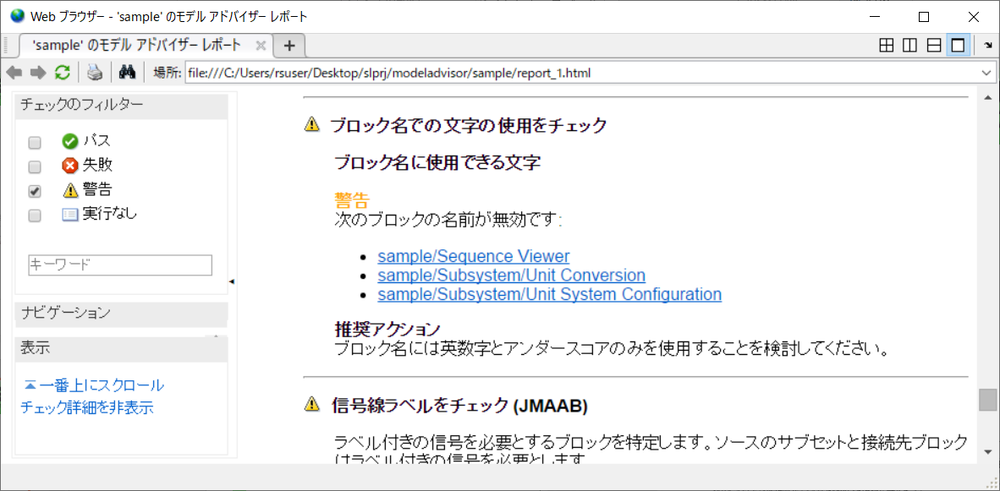 Web ブラウザー - 'sample' のモデル アドバイザー レポート
'sample' のモデル アドバイザー レポート
場所: file:///C:/Users/rsuser/Desktop/slprj/modeladvisor/sample/report_1.html
チェックのフィルター
パス
失敗
警告
実行なし
キーワード
ナビゲーション
表示
一番上にスクロール
チェック詳細を非表示
ブロック名での文字の使用をチェック
ブロック名に使用できる文字
警告
次のブロックの名前が無効です:
• sample/Sequence Viewer
• sample/Subsystem/Unit Conversion
• sample/Subsystem/Unit System Configuration
推奨アクション
ブロック名には英数字とアンダースコアのみを使用することを検討してください。
信号線ラベルをチェック (JMAAB)
ラベル付きの信号を必要とするブロックを特定します。ソースのサブセットと接続先ブロック
はラベル付きの信号を必要とします